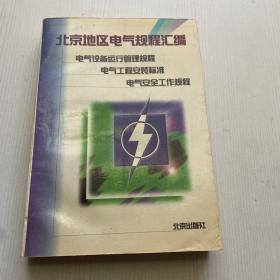 北京地区电气规程汇编
电气设备运行管理规程
电气工程安装标准
电气安全工作规程
北京出版社